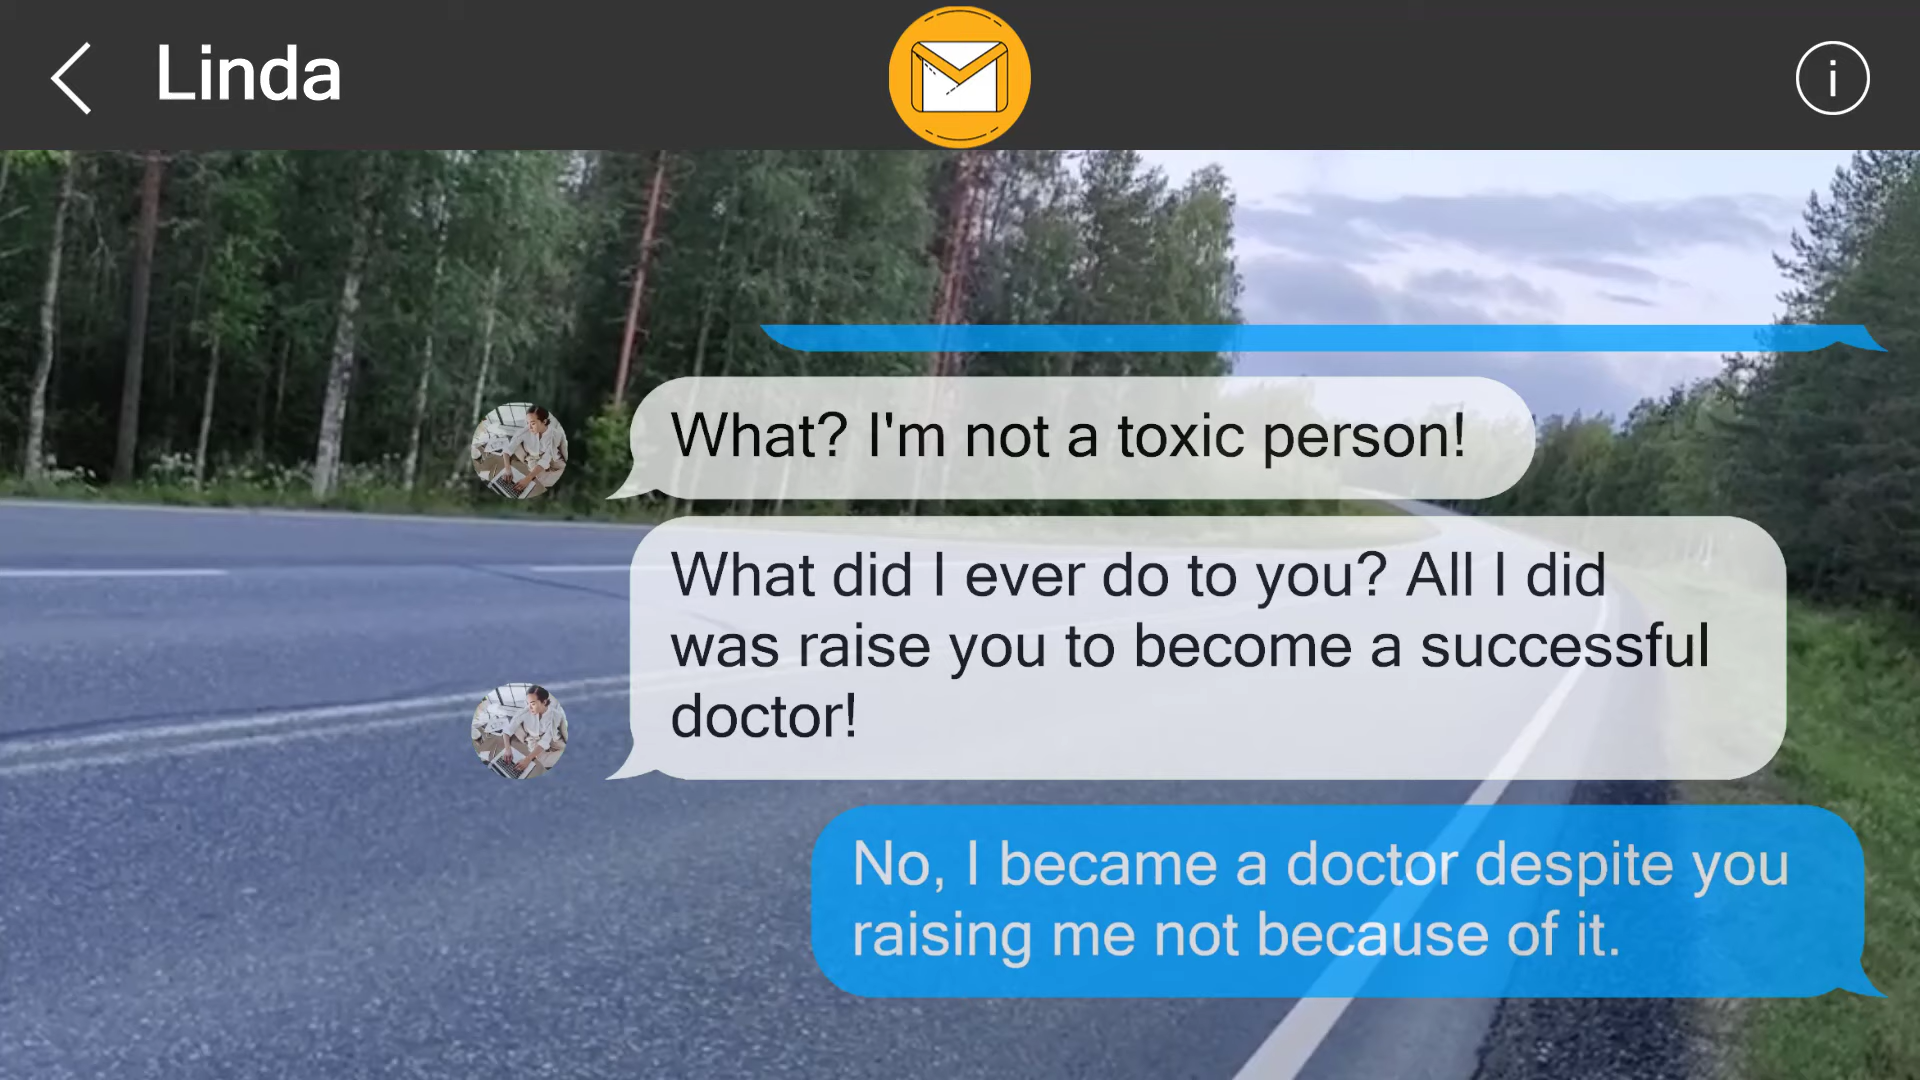 Linda
i
What? I'm not a toxic person!
What did I ever do to you? All I did
was raise you to become a successful
doctor!
No, I became a doctor despite you
raising me not because of it.